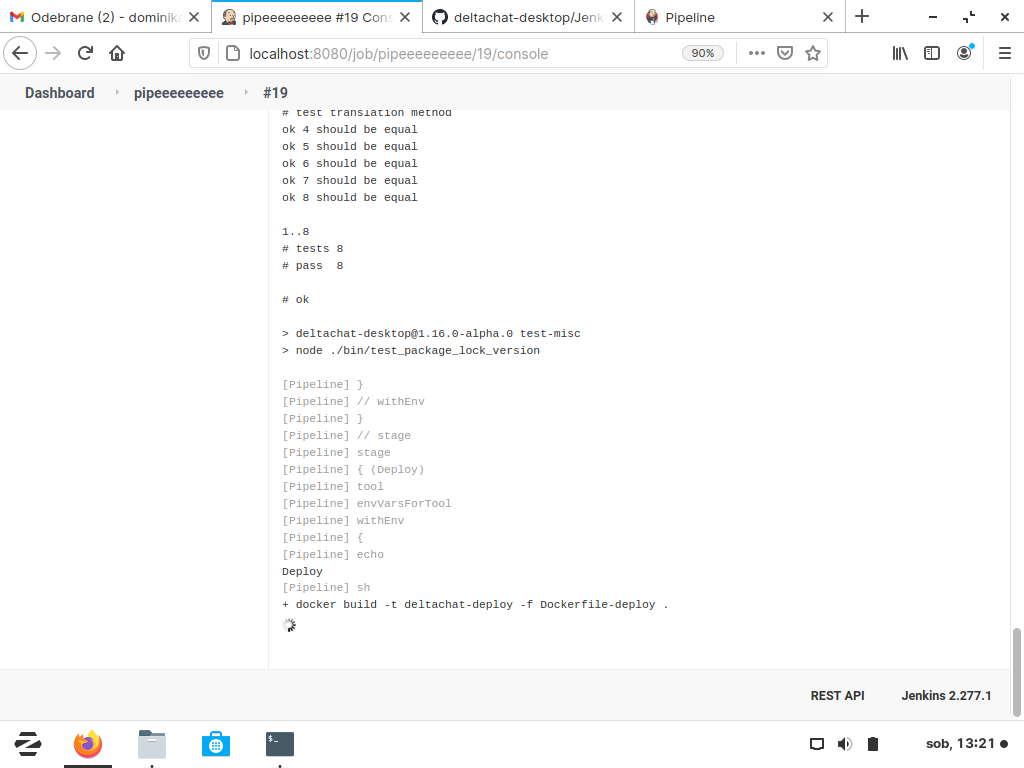 Odebrane (2) - dominik
pipeeeeeeeee #19 Cons
deltachat-desktop/Jenk
Pipeline
localhost:8080/job/pipeeeeeeeee/19/console
90%
Dashboard
pipeeeeeeeee
#19
# test translation method
ok 4 should be equal
ok 5 should be equal
ok 6 should be equal
ok 7 should be equal
ok 8 should be equal
1..8
# tests 8
# pass  8
# ok
> deltachat-desktop@1.16.0-alpha.0 test-misc
> node ./bin/test_package_lock_version
[Pipeline] }
[Pipeline] // withEnv
[Pipeline] }
[Pipeline] // stage
[Pipeline] stage
[Pipeline] { (Deploy)
[Pipeline] tool
[Pipeline] envVarsForTool
[Pipeline] withEnv
[Pipeline] {
[Pipeline] echo
Deploy
[Pipeline] sh
+ docker build -t deltachat-deploy -f Dockerfile-deploy .
REST API
Jenkins 2.277.1
$_
sob, 13:21